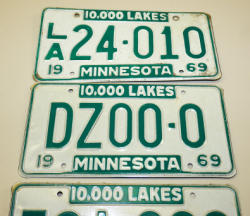 10,000 LAKES
LA 24·010
19 MINNESOTA 69
10,000 LAKES
DZ00·0
19 MINNESOTA 69
10,000 LAKES